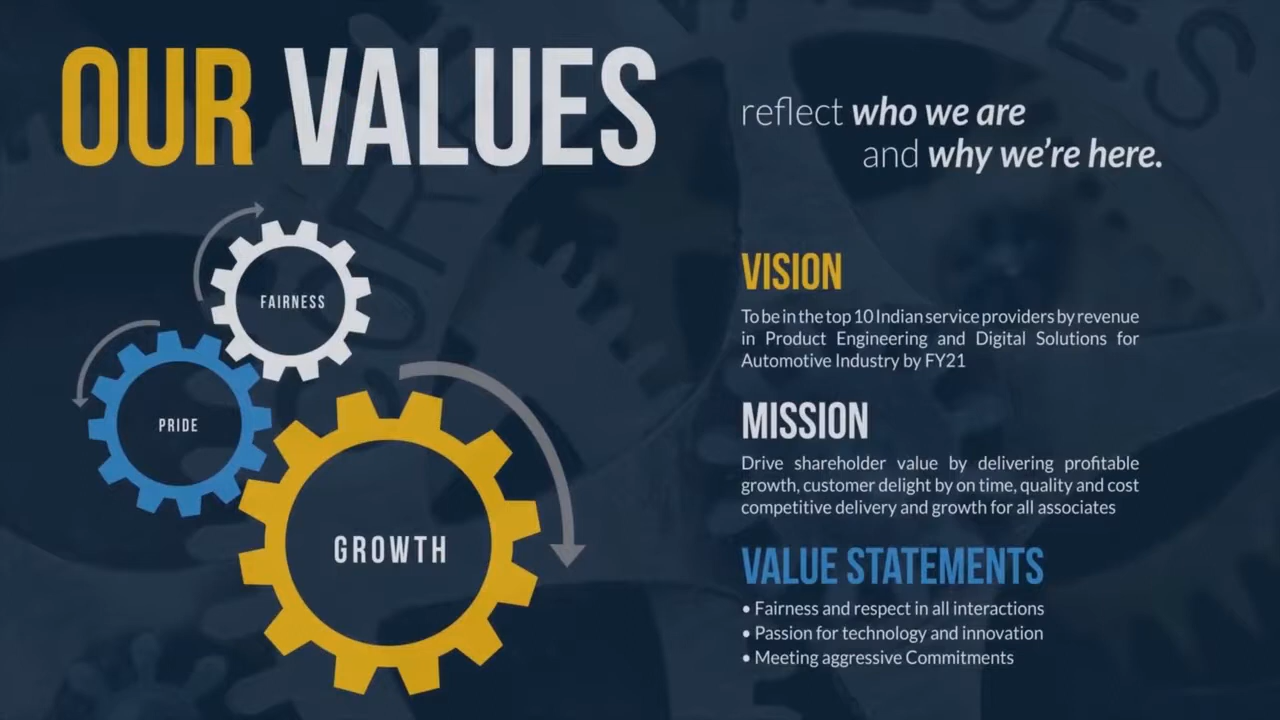 OUR VALUES
reflect who we are
and why we're here.
FAIRNESS
PRIDE
GROWTH
VISION
To be in the top 10 Indian service providers by revenue
in Product Engineering and Digital Solutions for
Automotive Industry by FY21
MISSION
Drive shareholder value by delivering profitable
growth, customer delight by on time, quality and cost
competitive delivery and growth for all associates
VALUE STATEMENTS
• Fairness and respect in all interactions
• Passion for technology and innovation
• Meeting aggressive Commitments